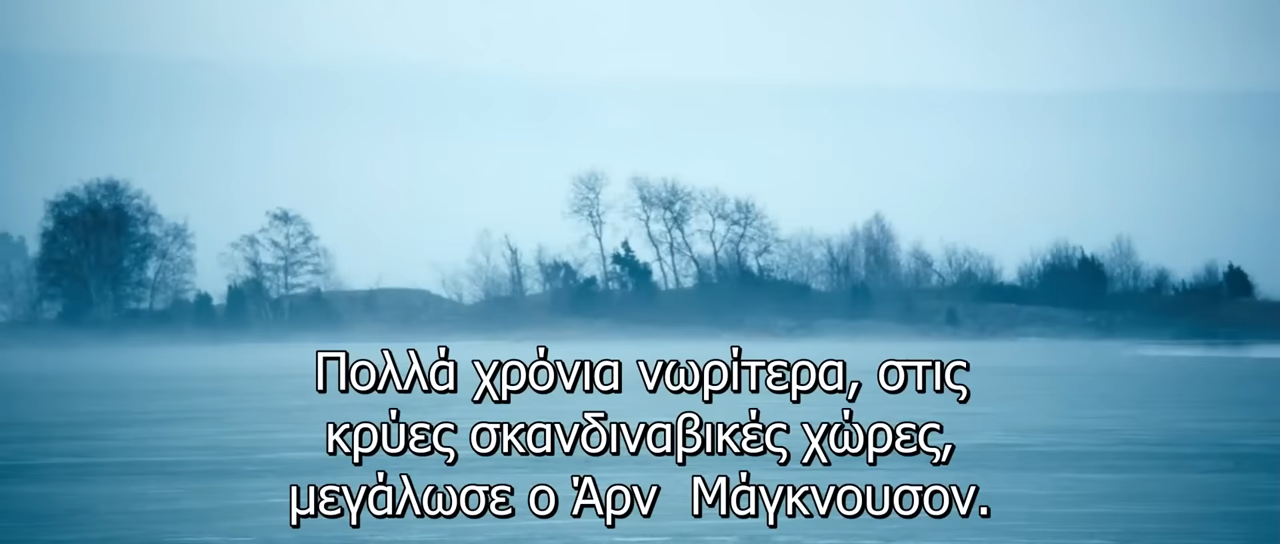 Πολλά χρόνια νωρίτερα, στις
κρύες σκανδιναβικές χώρες,
μεγάλωσε ο Άρν  Μάγκνουσον.